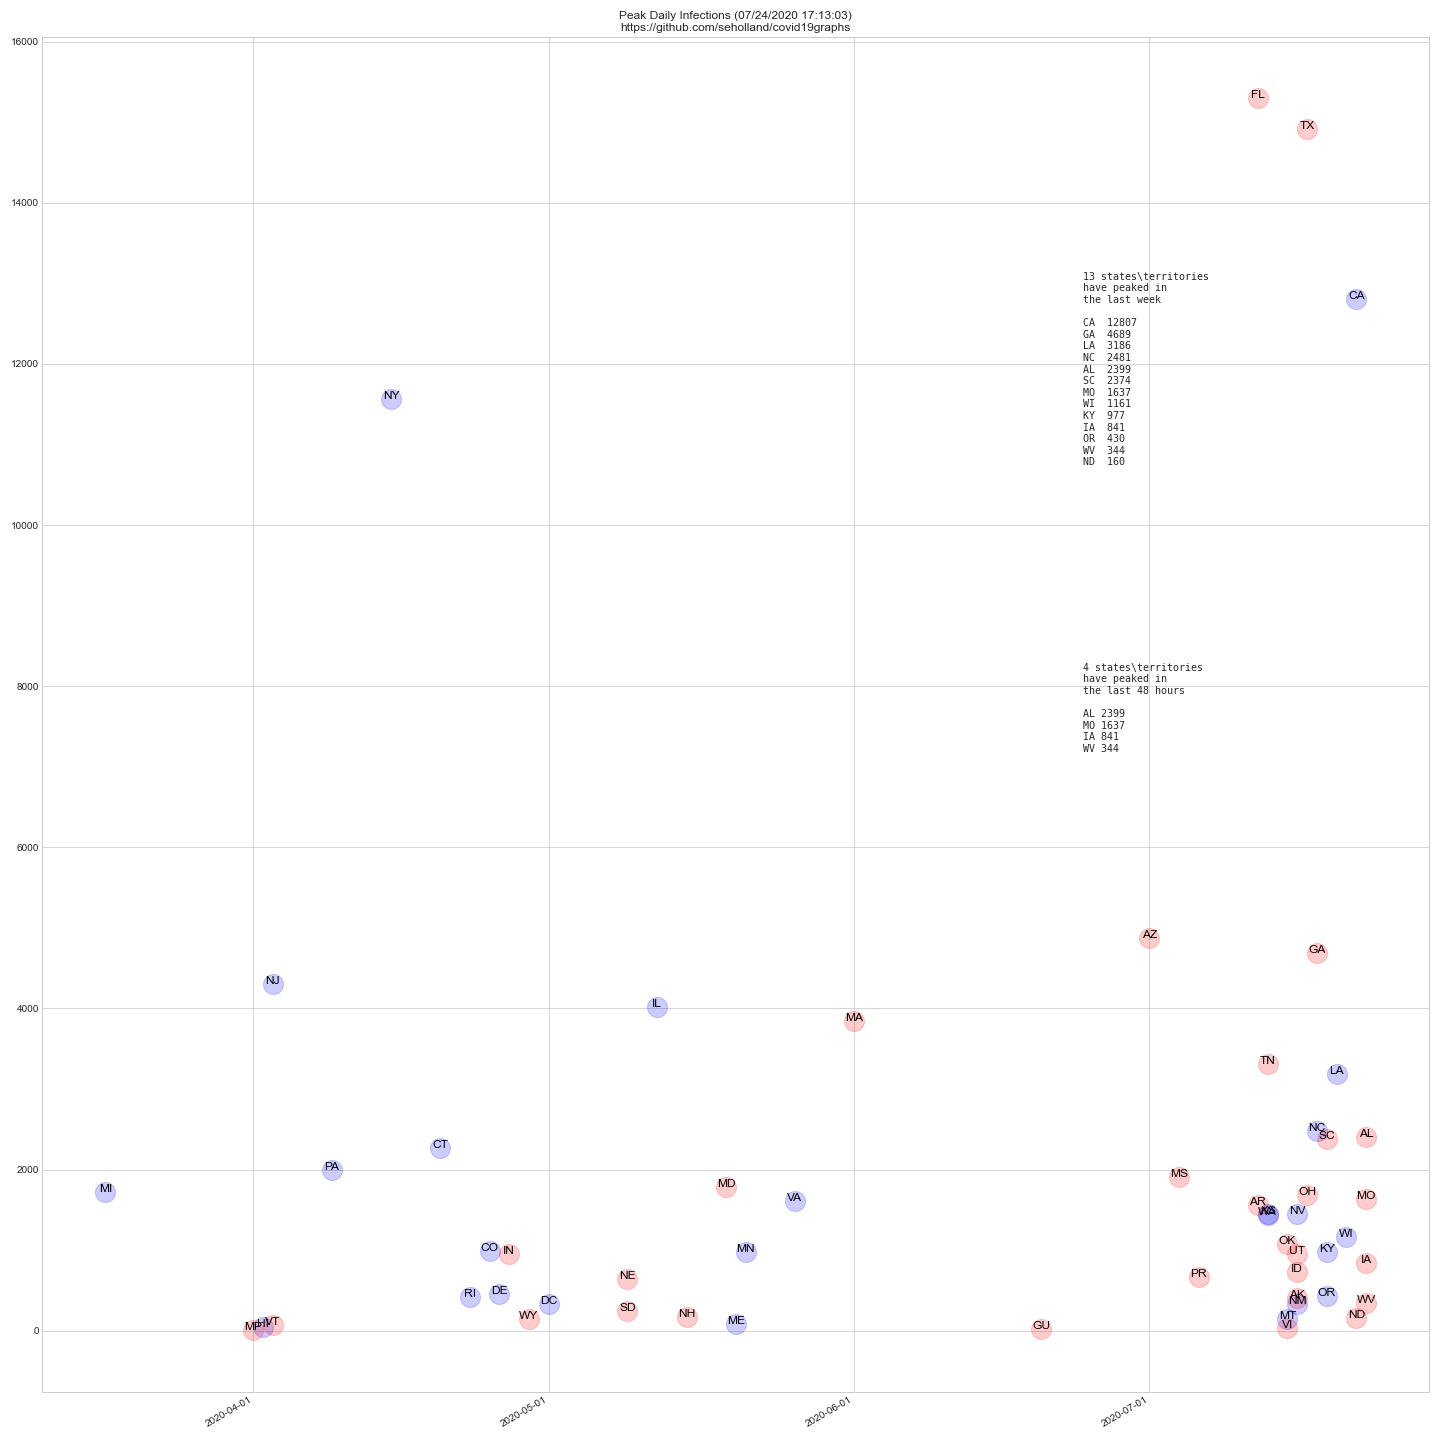 Peak Daily Infections (07/24/2020 17:13:03)
https://github.com/seholland/covid19graphs
16000
FL
TX
14000
13 states\territories
have peaked in
the last week
CA
CA 12807
GA 4689
LA 3186
NC 2481
AL 2399
SC 2374
MO 1637
WI 1161
KY 977
IA 841
OR 430
WV 344
ND 160
12000
NY
10000
4 states\territories
have peaked in
the last 48 hours
AL 2399
MO 1637
IA 841
WV 344
8000
6000
AZ
GA
NJ
IL
4000
MA
TN
LA
NC
SC
AL
CT
PA
2000
MI
MD
VA
MS
AR
OH
MO
NV
WI
CO
IN
MN
OK
UT
KY
IA
NE
PR
ID
RI
DE
DC
AK
NM
OR
WV
SD
NH
WY
ME
MT
ND
VT
MP
GU
VI
0
2020-04-01
2020-05-01
2020-06-01
2020-07-01